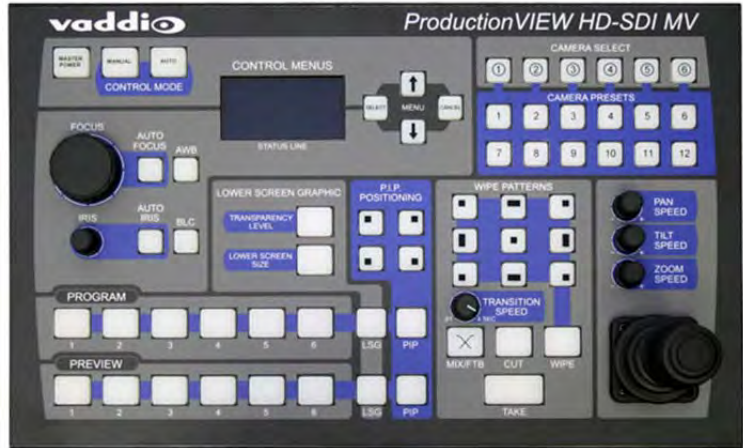 vaddio
ProductionVIEW HD-SDI MV
MASTER
POWER
MANUAL
AUTO
CONTROL MODE
CONTROL MENUS
STATUS LINE
SELECT
MENU
CANCEL
CAMERA SELECT
1 2 3 4 5 6
CAMERA PRESETS
1 2 3 4 5 6
7 8 9 10 11 12
FOCUS
AUTO
FOCUS
AWB
IRIS
AUTO
IRIS
BLC
LOWER SCREEN GRAPHIC
TRANSPARENCY
LEVEL
LOWER SCREEN
SIZE
P.I.P.
POSITIONING
WIPE PATTERNS
TRANSITION
SPEED
MIX/FTB
CUT
WIPE
TAKE
PAN
SPEED
TILT
SPEED
ZOOM
SPEED
PROGRAM
1 2 3 4 5 6 LSG PIP
PREVIEW
1 2 3 4 5 6 LSG PIP